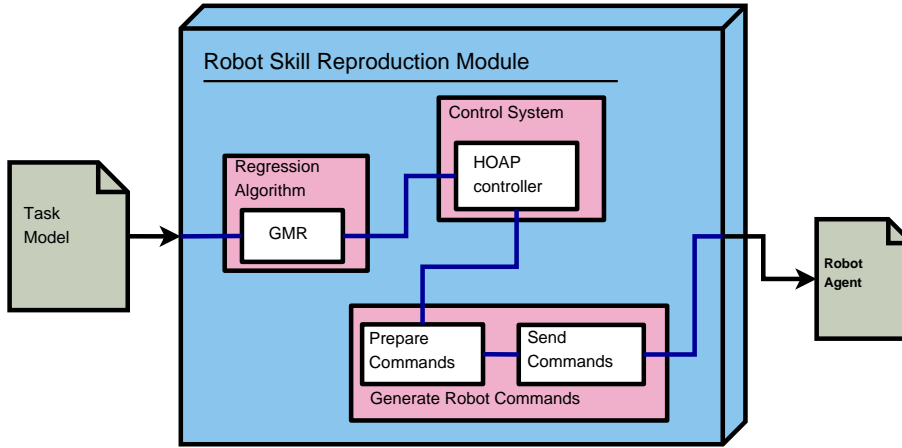 Robot Skill Reproduction Module
Control System
HOAP
controller
Regression
Algorithm
GMR
Task
Model
Robot
Agent
Prepare
Commands
Send
Commands
Generate Robot Commands